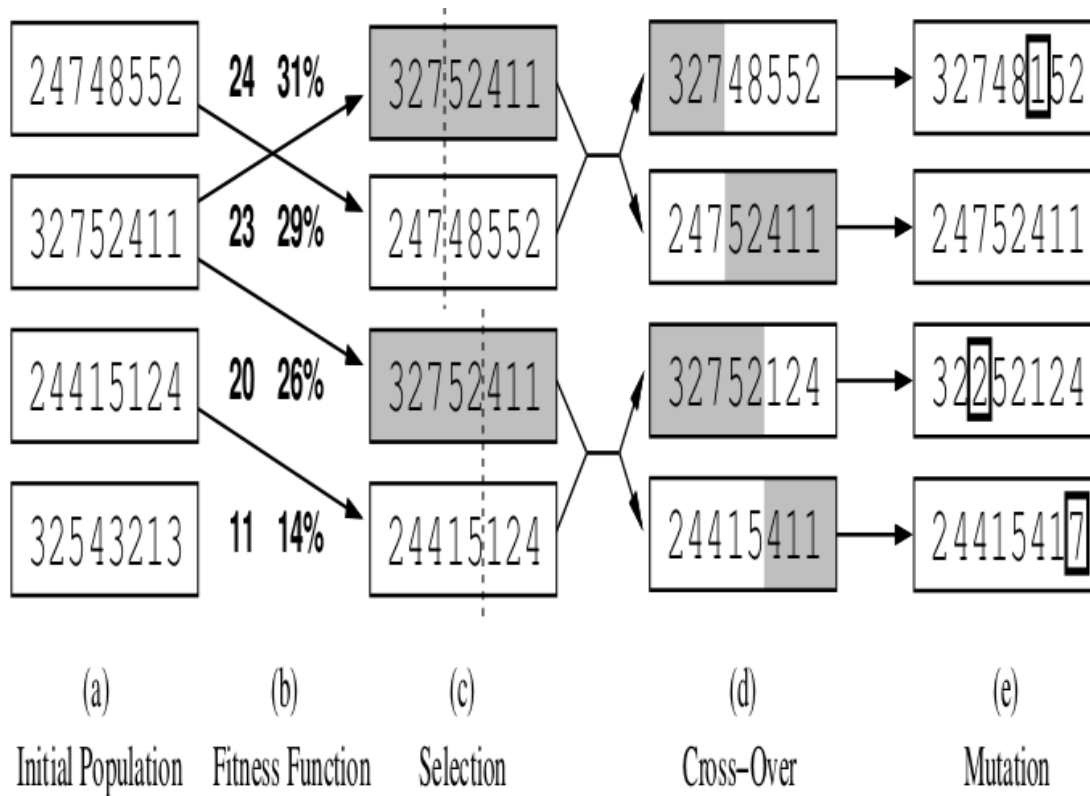 24748552 24 31% 32752411 32748552 32748152
32752411 23 29% 24748552 24752411 24752411
24415124 20 26% 32752411 32752124 32252124
32543213 11 14% 24415124 24415411 24415417
(a) (b) (c) (d) (e)
Initial Population Fitness Function Selection Cross–Over Mutation